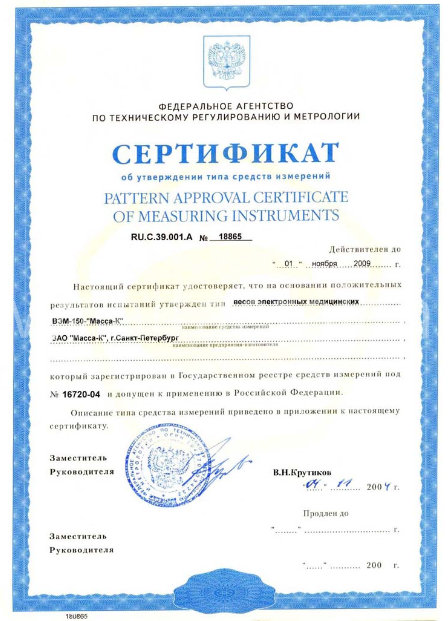 ФЕДЕРАЛЬНОЕ АГЕНТСТВО
ПО ТЕХНИЧЕСКОМУ РЕГУЛИРОВАНИЮ И МЕТРОЛОГИИ
СЕРТИФИКАТ
об утверждении типа средств измерений
PATTERN APPROVAL CERTIFICATE
OF MEASURING INSTRUMENTS
RU.C.39.001.A № 18865
Действителен до
" 01 " ноября 2009 г.
Настоящий сертификат удостоверяет, что на основании положительных
результатов испытаний утвержден тип весов электронных медицинских
ВЭМ-150-"Масса-К"
наименование средства измерений
ЗАО "Масса-К", г.Санкт-Петербург
наименование предприятия-изготовителя
который зарегистрирован в Государственном реестре средств измерений под
№ 16720-04 и допущен к применению в Российской Федерации.
Описание типа средства измерений приведено в приложении к настоящему
сертификату.
Заместитель
Руководителя
В.Н.Крутиков
04. 11 2004 г.
Продлен до
"........" ............................ г.
Заместитель
Руководителя
"......" ............... 200 г.
180865